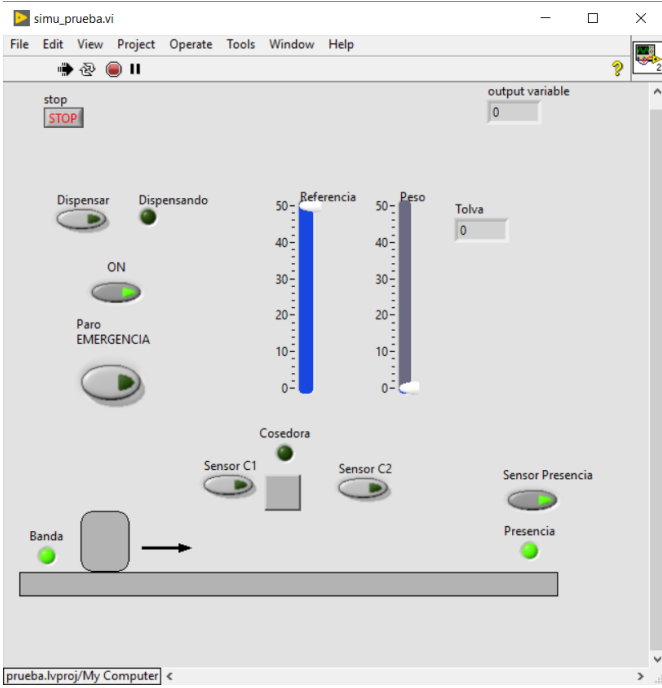 simu_prueba.vi
File Edit View Project Operate Tools Window Help
2
stop
STOP
output variable
0
Dispensar
Dispensando
ON
Paro
EMERGENCIA
Referencia
50
40
30
20
10
0
Peso
50
40
30
20
10
0
Tolva
0
Cosedora
Sensor C1
Sensor C2
Sensor Presencia
Presencia
Banda
prueba.lvproj/My Computer